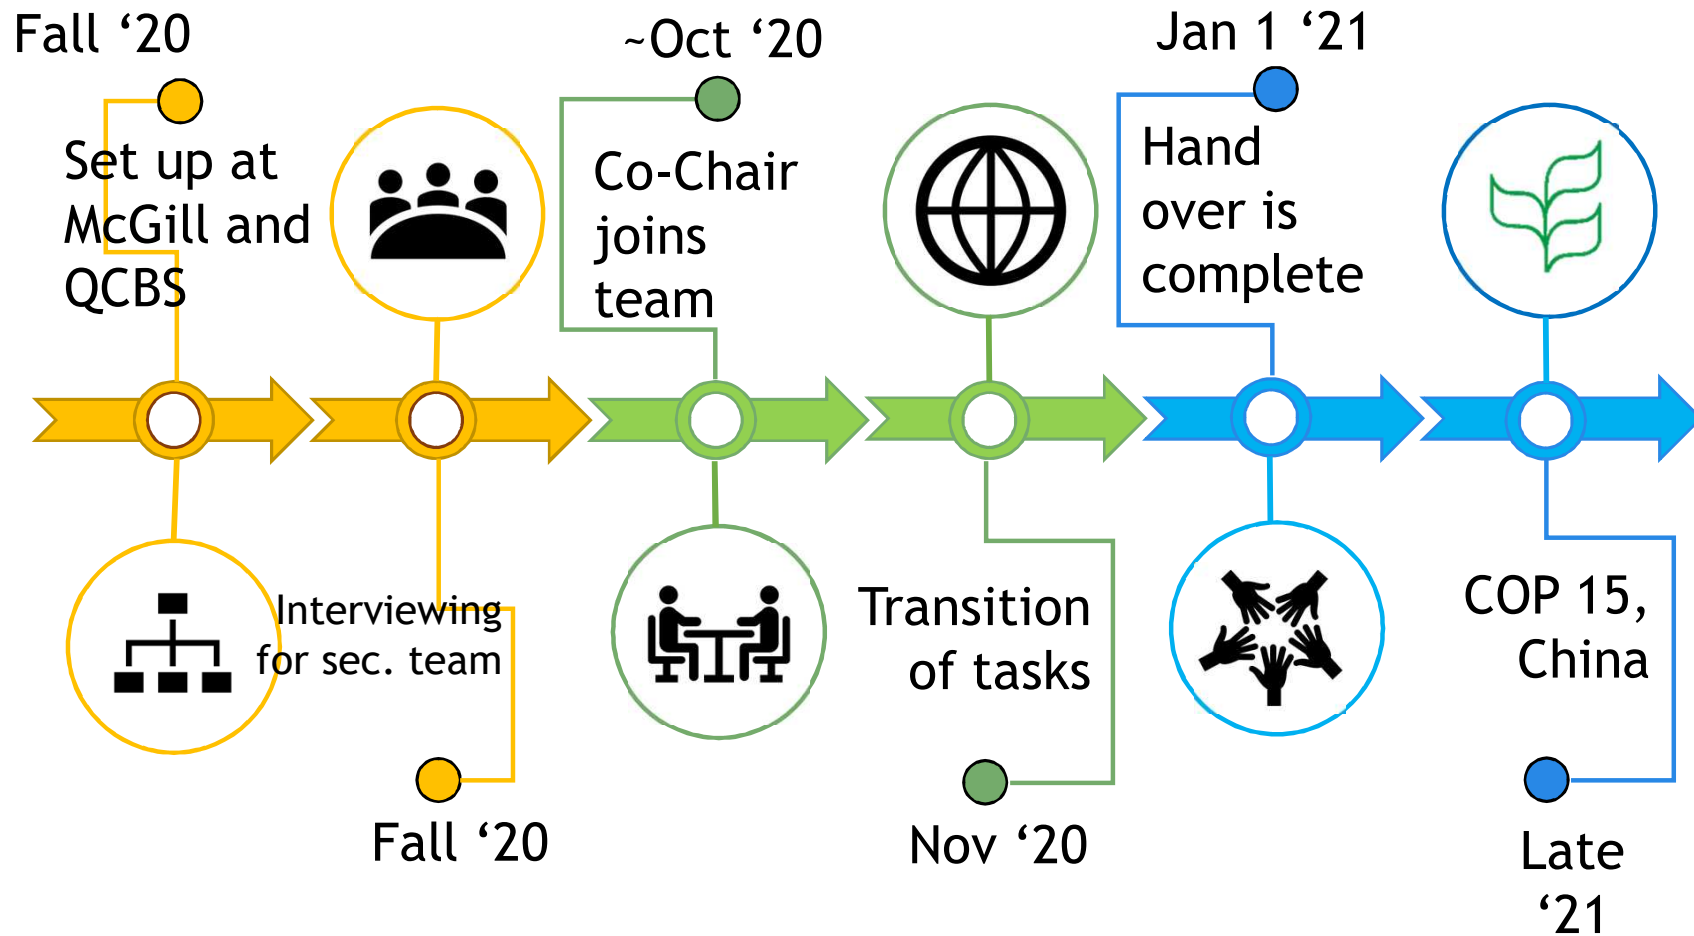 Fall ‘20
Set up at
McGill and
QCBS
Interviewing
for sec. team
Fall ‘20
~Oct ‘20
Co-Chair
joins
team
Transition
of tasks
Nov ‘20
Jan 1 ‘21
Hand
over is
complete
COP 15,
China
Late
‘21